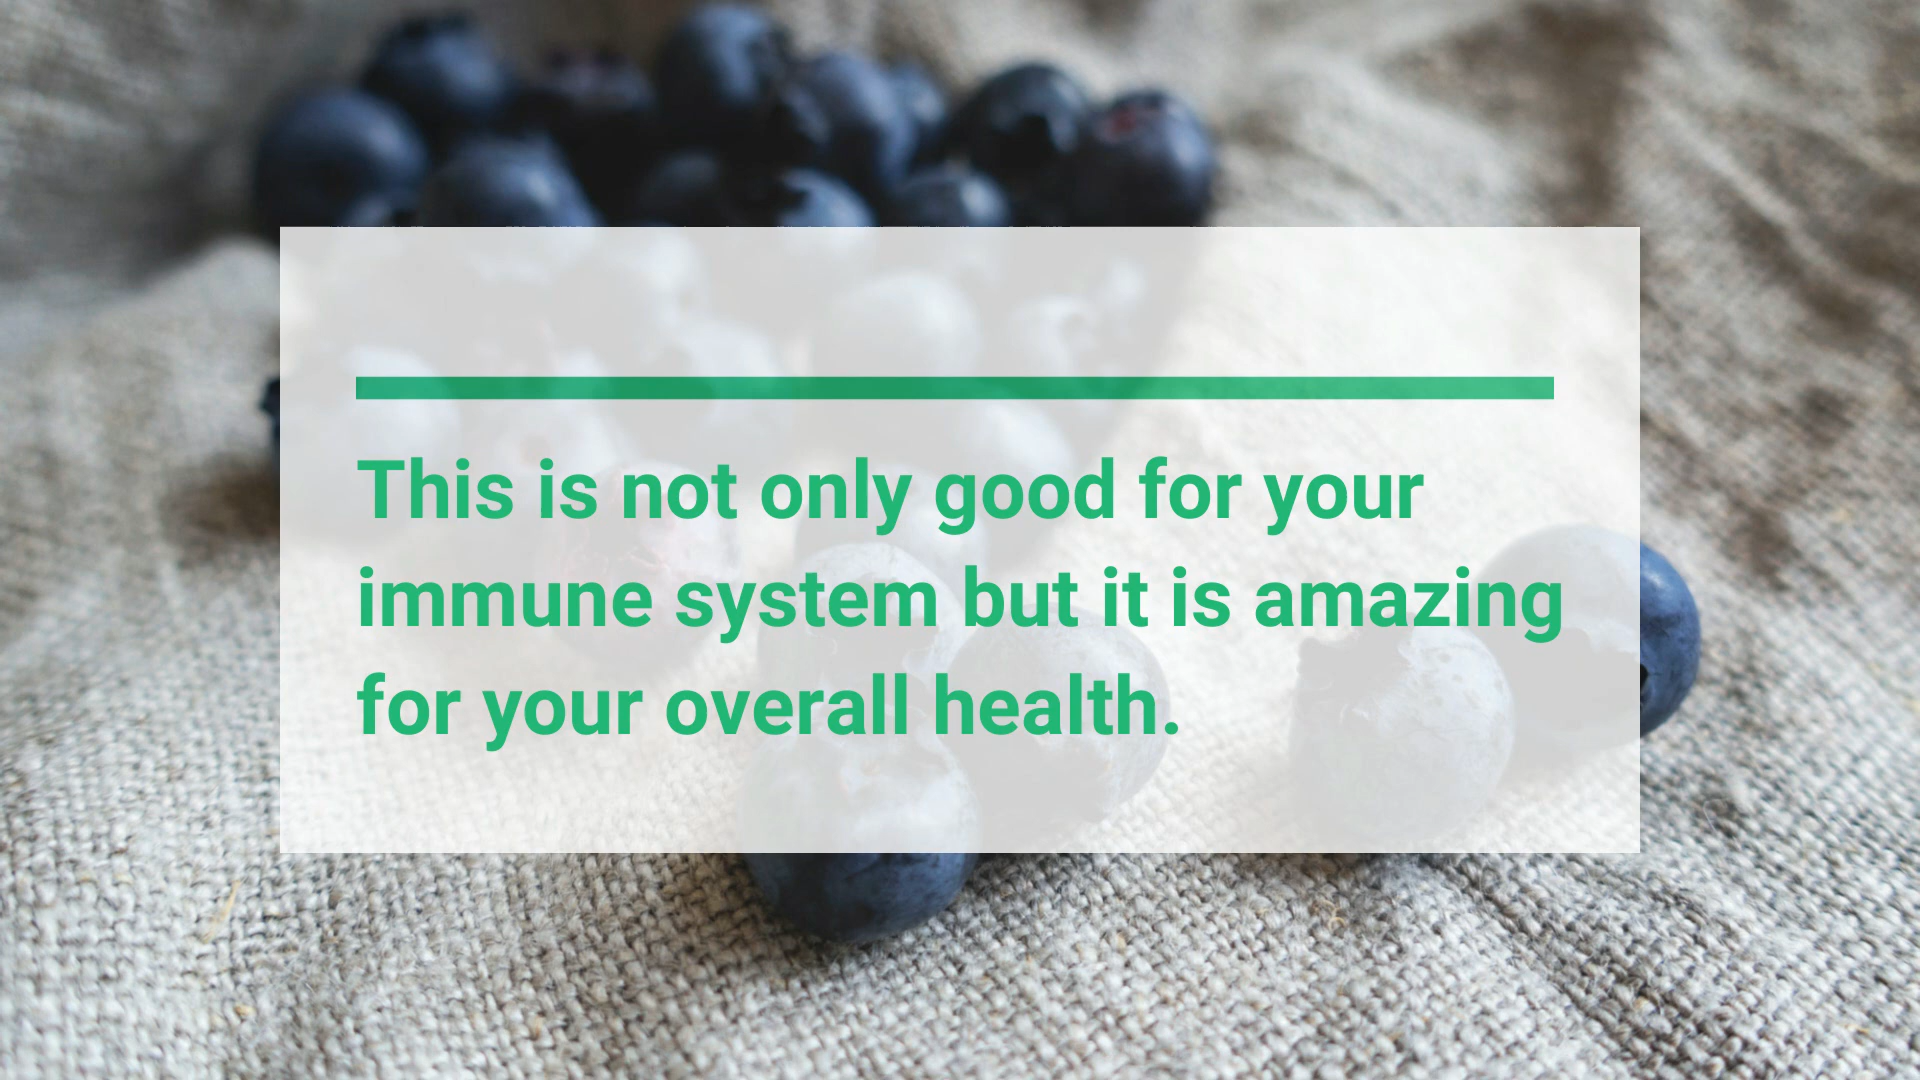 This is not only good for your
immune system but it is amazing
for your overall health.